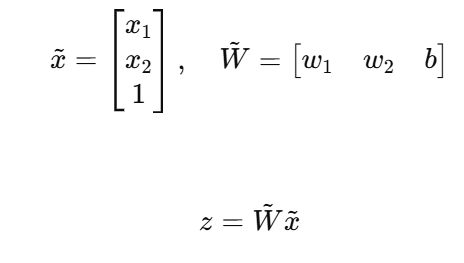 x̃ = [x₁ x₂ 1], W̃ = [w₁ w₂ b]
z = W̃x̃